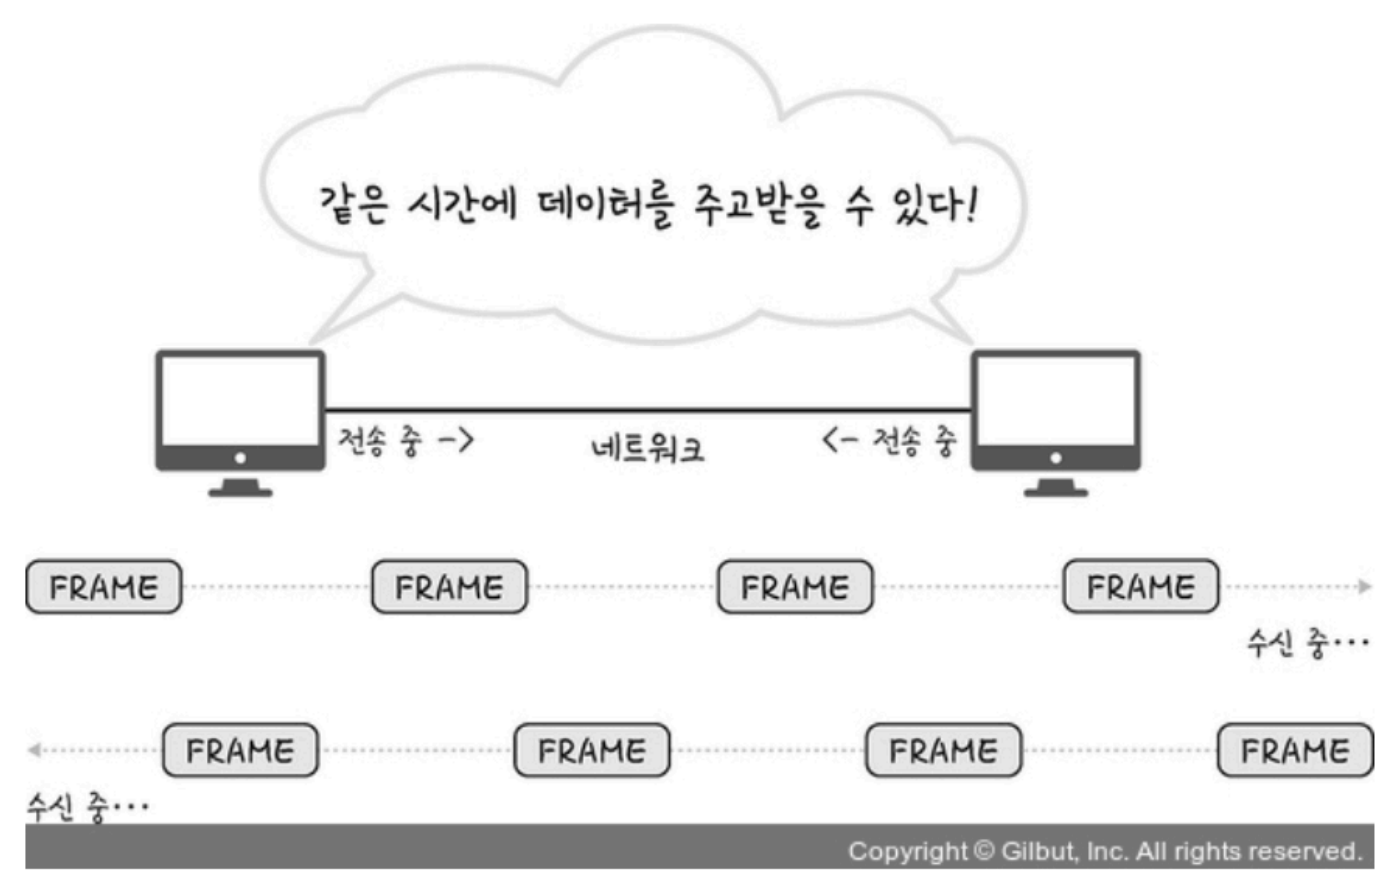 같은 시간에 데이터를 주고받을 수 있다!
전송 중 -> 네트워크 <- 전송 중
FRAME FRAME FRAME FRAME
수신 중···
FRAME FRAME FRAME FRAME
수신 중···
Copyright © Gilbut, Inc. All rights reserved.